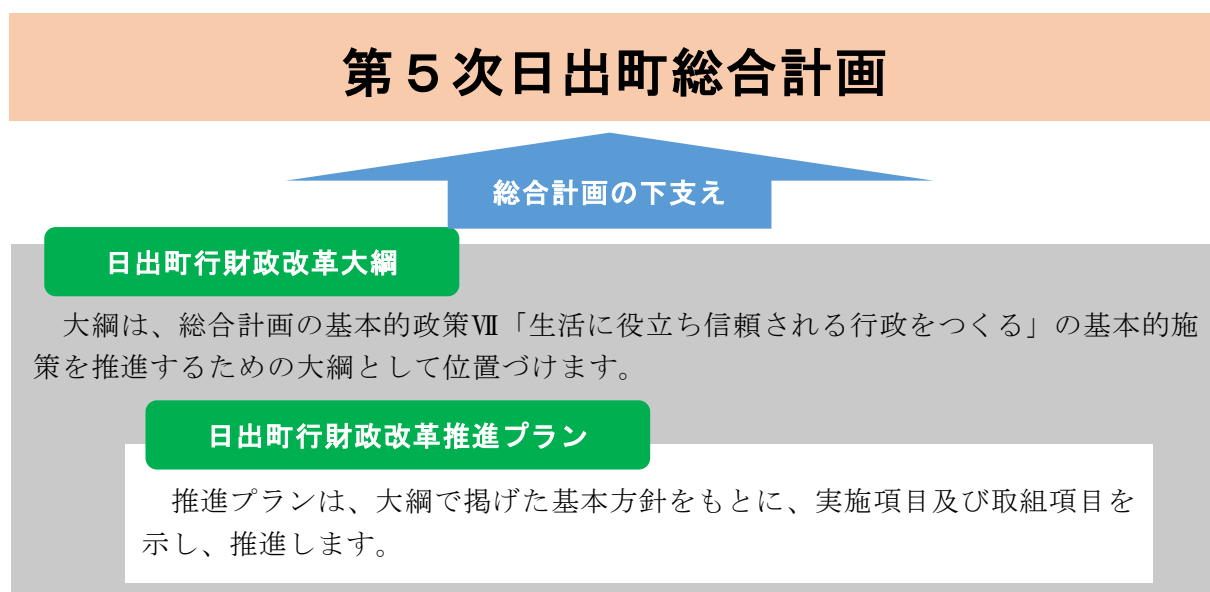 第５次日出町総合計画
総合計画の下支え
日出町行財政改革大綱
大綱は、総合計画の基本的政策Ⅶ「生活に役立ち信頼される行政をつくる」の基本的施
策を推進するための大綱として位置づけます。
日出町行財政改革推進プラン
推進プランは、大綱で掲げた基本方針をもとに、実施項目及び取組項目を
示し、推進します。